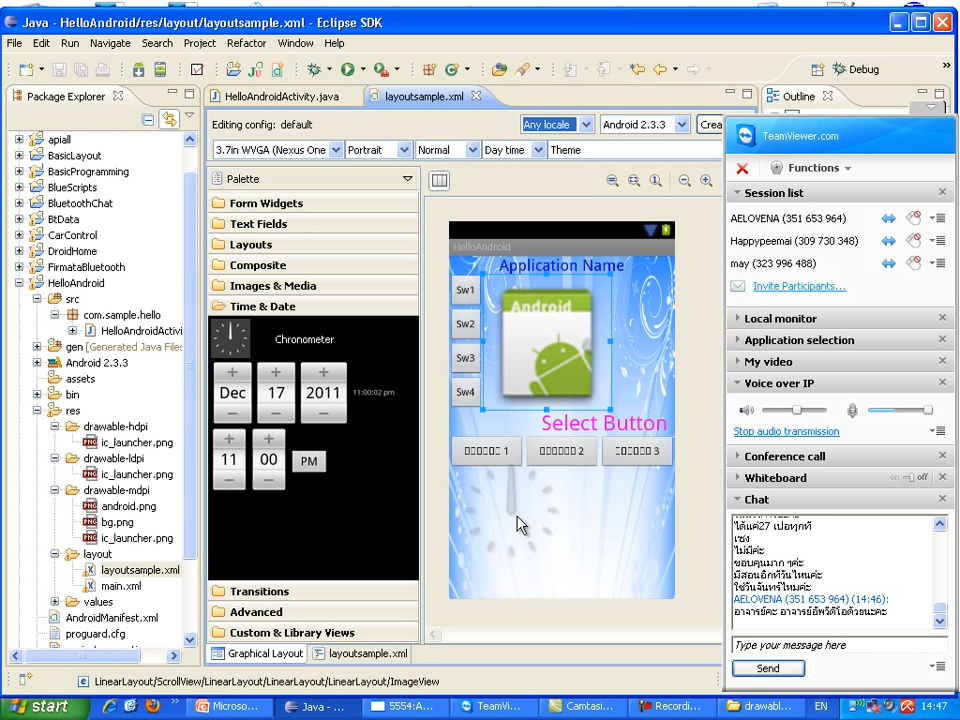 Java - HelloAndroid/res/layout/layoutsample.xml - Eclipse SDK
File Edit Run Navigate Search Project Refactor Window Help
Debug
Package Explorer
HelloAndroidActivity.java
layoutsample.xml
Outline
Editing config: default
Any locale
Android 2.3.3
Crea
3.7in WVGA (Nexus One)
Portrait
Normal
Day time
Theme
apiall
BasicLayout
BasicProgramming
BlueScripts
BluetoothChat
BtData
CarControl
DroidHome
FirmataBluetooth
HelloAndroid
src
com.sample.hello
HelloAndroidActivi
gen [Generated Java Files
Android 2.3.3
assets
bin
res
drawable-hdpi
ic_launcher.png
drawable-ldpi
ic_launcher.png
drawable-mdpi
android.png
bg.png
ic_launcher.png
layout
layoutsample.xml
main.xml
values
AndroidManifest.xml
proguard.cfg
Palette
Form Widgets
Text Fields
Layouts
Composite
Images & Media
Time & Date
Chronometer
Dec 17 2011
11:00:02 pm
11 00 PM
Transitions
Advanced
Custom & Library Views
Graphical Layout
layoutsample.xml
HelloAndroid
Application Name
Sw1
Sw2
Sw3
Sw4
Android
Select Button
1
2
3
TeamViewer.com
Functions
Session list
AELOVENA (351 653 964)
Happypeemai (309 730 348)
may (323 996 488)
Invite Participants...
Local monitor
Application selection
My video
Voice over IP
Stop audio transmission
Conference call
Whiteboard
on off
Chat
ได้แค่27 เปอทุกที
เซง
ไม่มีค่ะ
ขอบคุณมาก ๆค่ะ
มีสอนอีกทีวันไหนค่ะ
ใช่วันจันทร์ไหมค่ะ
AELOVENA (351 653 964) (14:46):
อาจารย์คะ อาจารย์อัพวีดีโอด้วยนะคะ
Type your message here
Send
LinearLayout/ScrollView/LinearLayout/LinearLayout/LinearLayout/ImageView
start
Microso...
Java - ...
5554:A...
TeamVi...
Camtasi...
Recordi...
drawabl...
EN
14:47